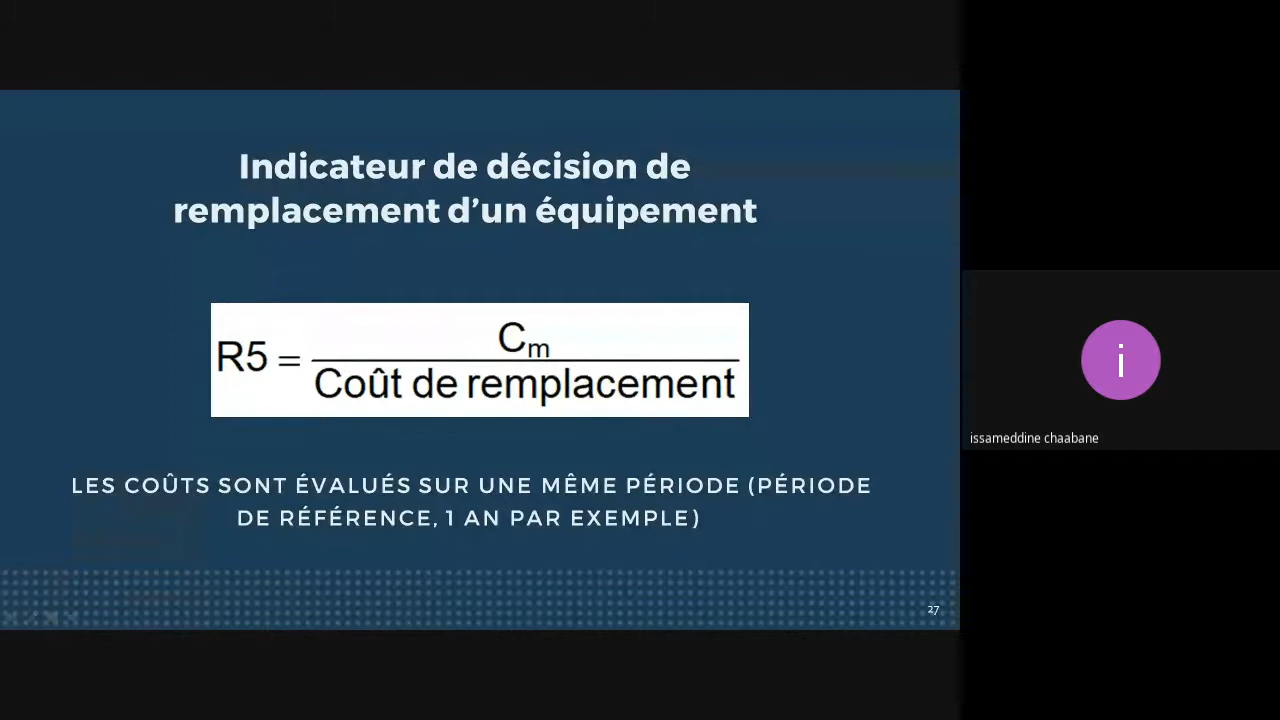 Indicateur de décision de
remplacement d’un équipement
R5 = C_m / Coût de remplacement
LES COÛTS SONT ÉVALUÉS SUR UNE MÊME PÉRIODE (PÉRIODE
DE RÉFÉRENCE, 1 AN PAR EXEMPLE)
27
i
issameddine chaabane